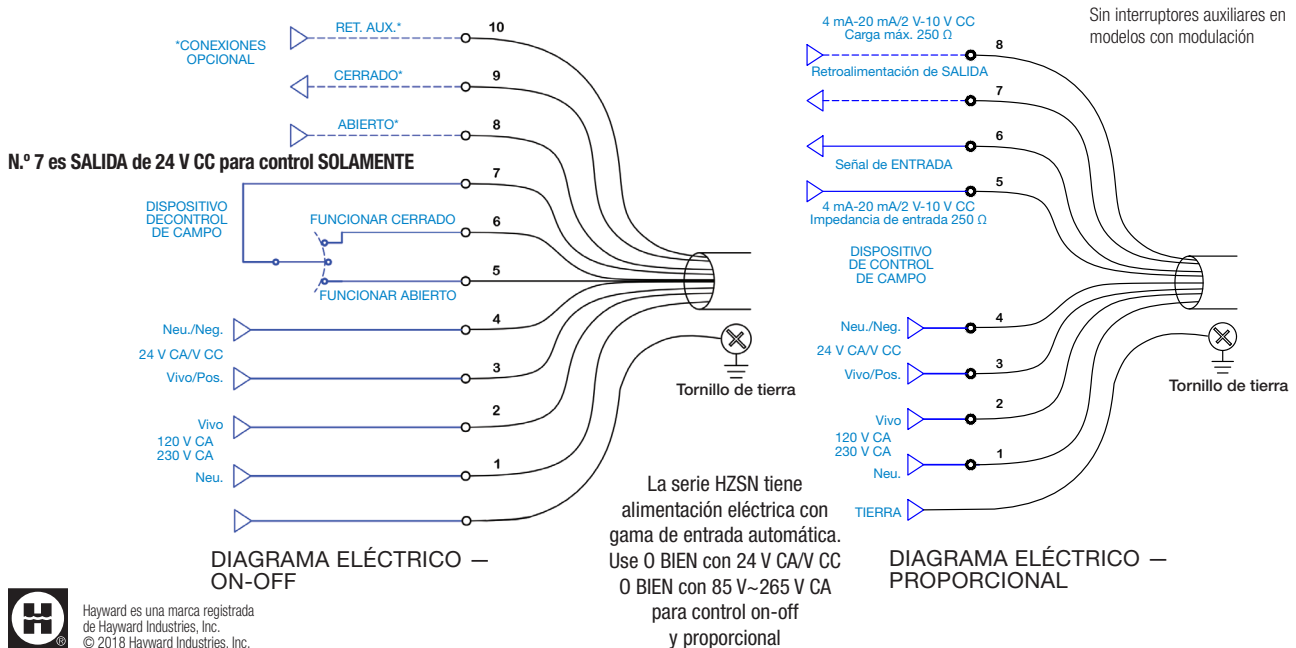 *CONEXIONES
OPCIONAL
RET. AUX.*
10
CERRADO*
9
ABIERTO*
8
N.º 7 es SALIDA de 24 V CC para control SOLAMENTE
7
DISPOSITIVO
DECONTROL
DE CAMPO
FUNCIONAR CERRADO
6
5
FUNCIONAR ABIERTO
Neu./Neg.
4
24 V CA/V CC
Vivo/Pos.
3
Vivo
2
120 V CA
230 V CA
Neu.
1
Tornillo de tierra
DIAGRAMA ELÉCTRICO —
ON-OFF
La serie HZSN tiene
alimentación eléctrica con
gama de entrada automática.
Use O BIEN con 24 V CA/V CC
O BIEN con 85 V~265 V CA
para control on-off
y proporcional
4 mA-20 mA/2 V-10 V CC
Carga máx. 250 Ω
8
Retroalimentación de SALIDA
7
6
Señal de ENTRADA
5
4 mA-20 mA/2 V-10 V CC
Impedancia de entrada 250 Ω
DISPOSITIVO
DE CONTROL
DE CAMPO
Neu./Neg.
4
24 V CA/V CC
Vivo/Pos.
3
Vivo
2
120 V CA
230 V CA
Neu.
1
TIERRA
Sin interruptores auxiliares en
modelos con modulación
Tornillo de tierra
DIAGRAMA ELÉCTRICO —
PROPORCIONAL
H
®
Hayward es una marca registrada
de Hayward Industries, Inc.
© 2018 Hayward Industries, Inc.